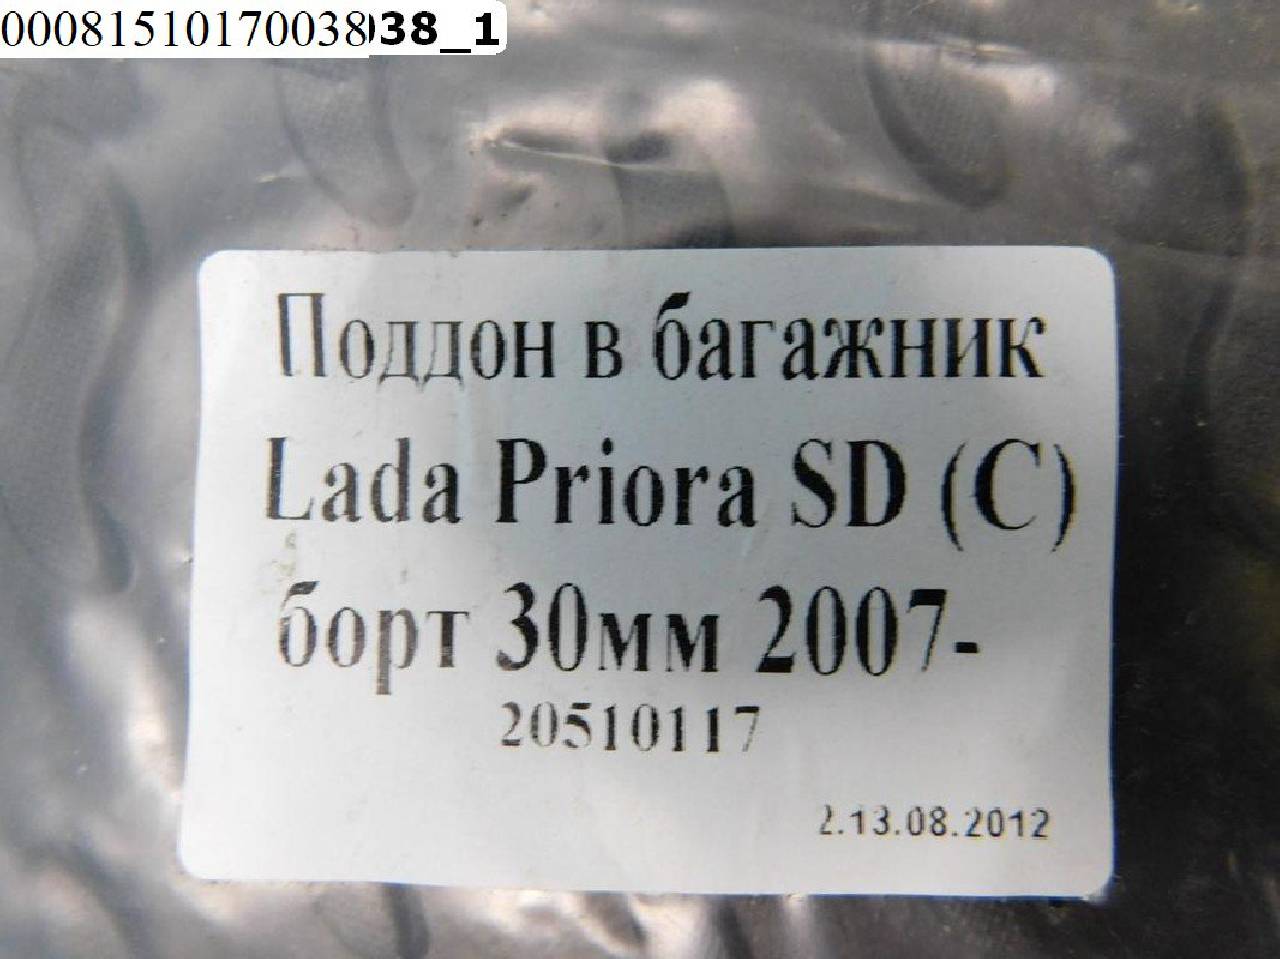 00081510170038
38_1
Поддон в багажник
Lada Priora SD (С)
борт 30мм 2007-
20510117
2.13.08.2012